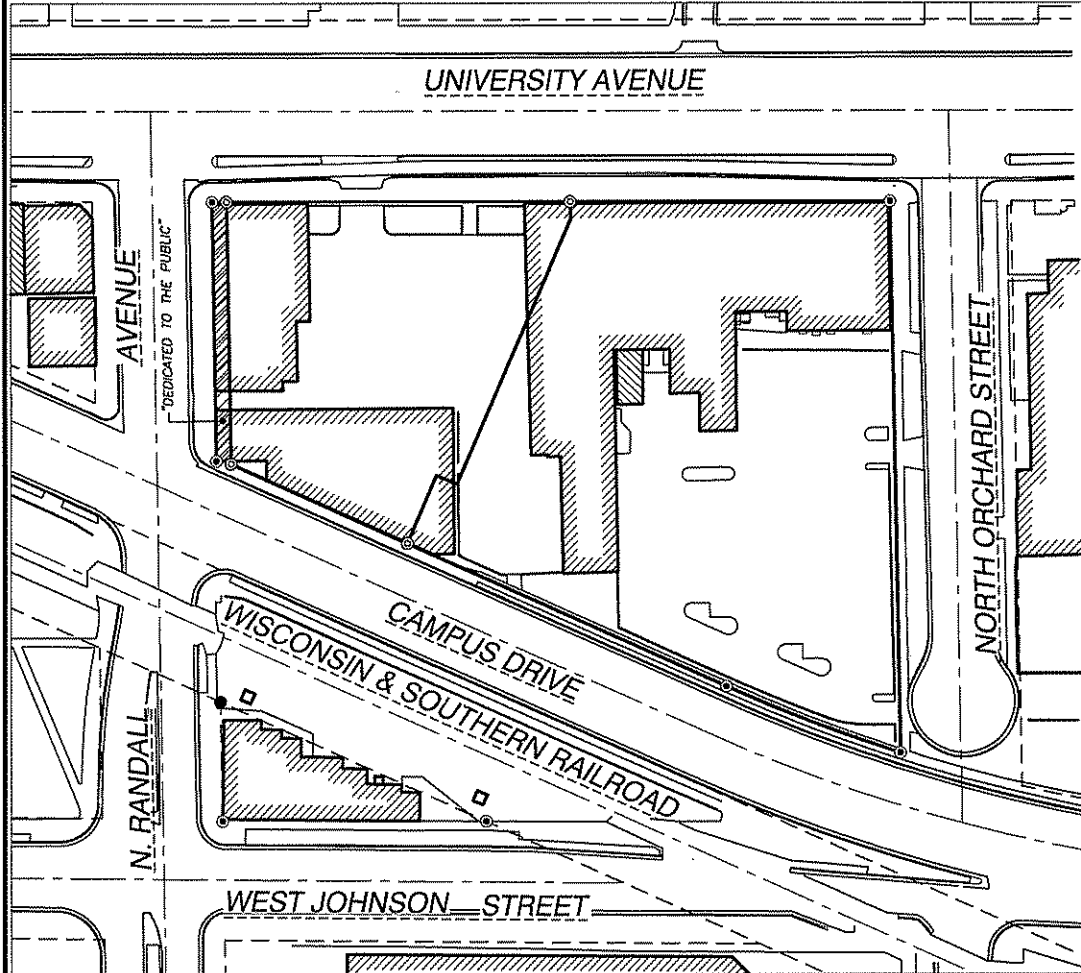 UNIVERSITY AVENUE
AVENUE
"DEDICATED TO THE PUBLIC"
NORTH ORCHARD STREET
CAMPUS DRIVE
WISCONSIN & SOUTHERN RAILROAD
N. RANDALL
WEST JOHNSON STREET